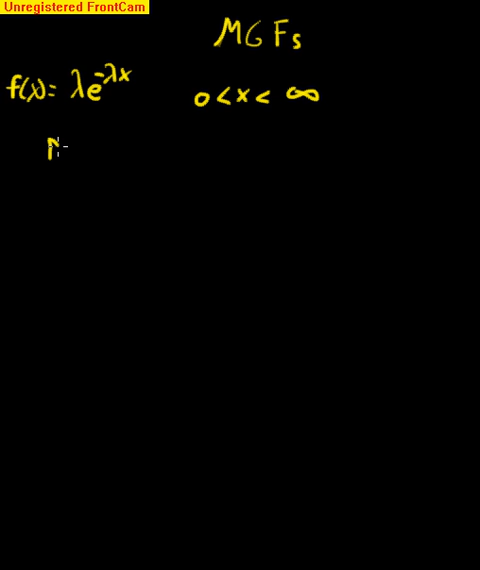 Unregistered FrontCam
MGFs
f(x) = λe^{-λx} 0 < x < ∞